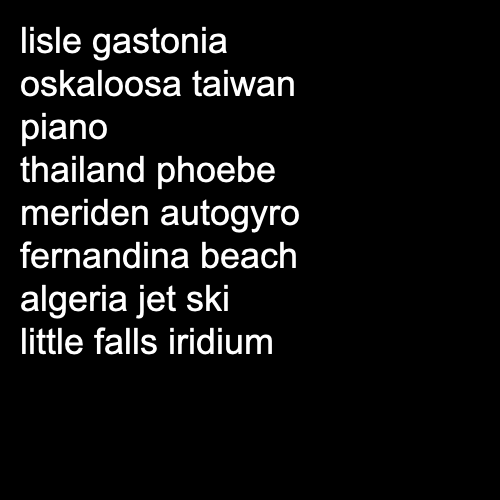 lisle gastonia
oskaloosa taiwan
piano
thailand phoebe
meriden autogyro
fernandina beach
algeria jet ski
little falls iridium